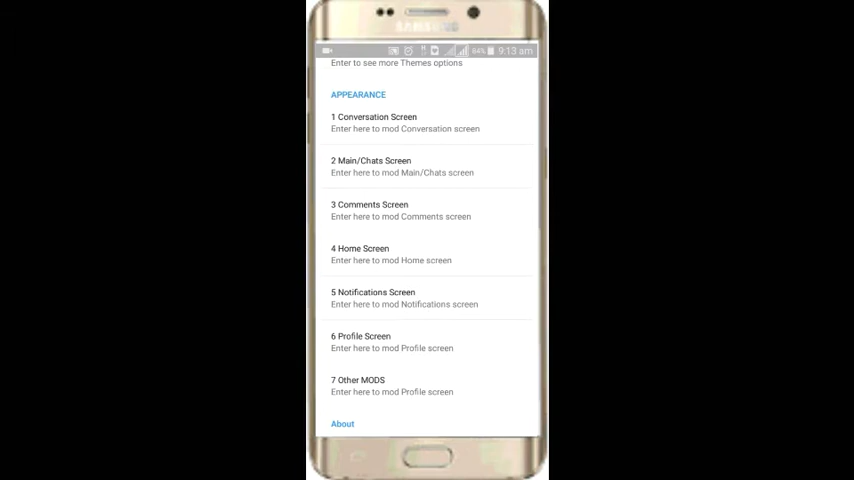 SAMSUNG
84% 9:13 am
Enter to see more Themes options
APPEARANCE
1 Conversation Screen
Enter here to mod Conversation screen
2 Main/Chats Screen
Enter here to mod Main/Chats screen
3 Comments Screen
Enter here to mod Comments screen
4 Home Screen
Enter here to mod Home screen
5 Notifications Screen
Enter here to mod Notifications screen
6 Profile Screen
Enter here to mod Profile screen
7 Other MODS
Enter here to mod Profile screen
About